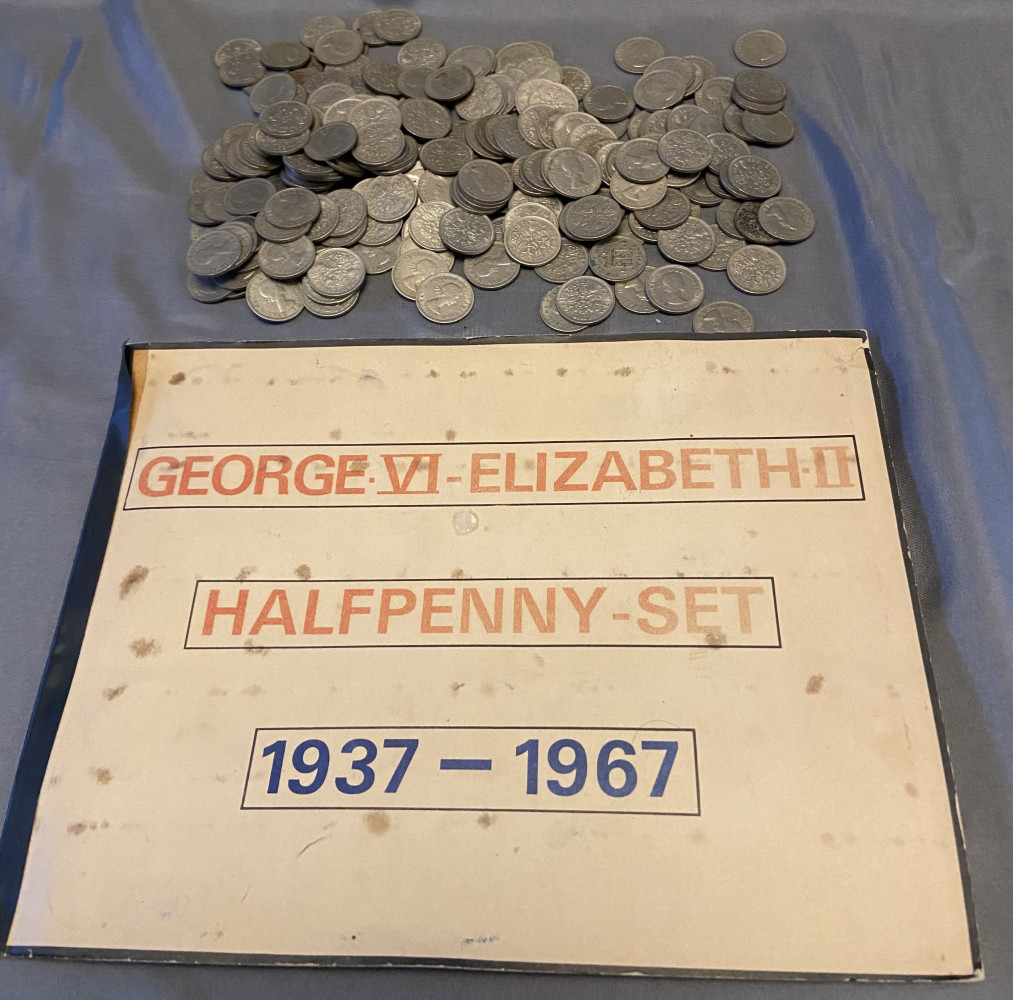 GEORGE·VI-ELIZABETH·II
HALFPENNY-SET
1937 – 1967